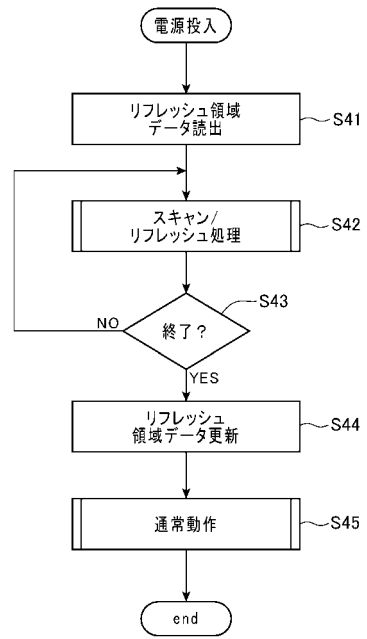 電源投入
リフレッシュ領域
データ読出
S41
スキャン/
リフレッシュ処理
S42
S43
終了？
NO
YES
リフレッシュ
領域データ更新
S44
通常動作
S45
end